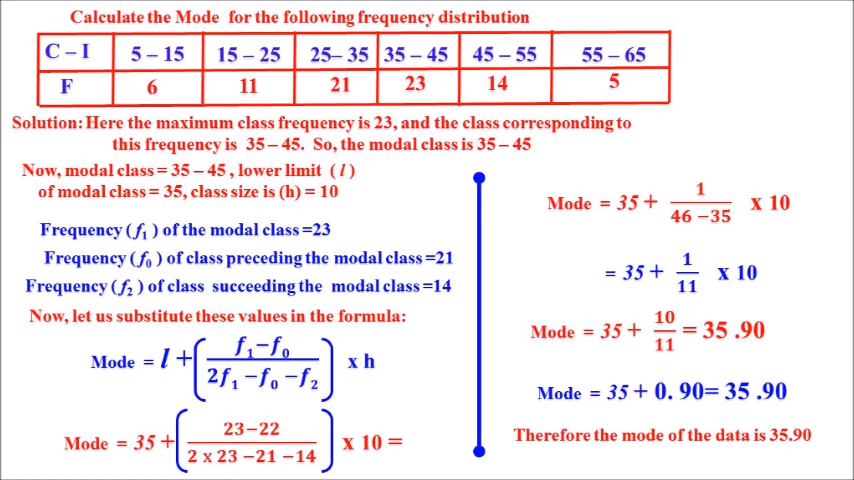 Calculate the Mode for the following frequency distribution
C – I 5 – 15 15 – 25 25– 35 35 – 45 45 – 55 55 – 65
F 6 11 21 23 14 5
Solution: Here the maximum class frequency is 23, and the class corresponding to
this frequency is 35 – 45. So, the modal class is 35 – 45
Now, modal class = 35 – 45 , lower limit ( l )
of modal class = 35, class size is (h) = 10
Frequency ( f₁ ) of the modal class =23
Frequency ( f₀ ) of class preceding the modal class =21
Frequency ( f₂ ) of class succeeding the modal class =14
Now, let us substitute these values in the formula:
Mode = l + ( f₁−f₀ / 2f₁ −f₀ −f₂ ) x h
Mode = 35 + ( 23−22 / 2 x 23 −21 −14 ) x 10 =
Mode = 35 + 1 / 46 −35 x 10
= 35 + 1 / 11 x 10
Mode = 35 + 10 / 11 = 35 .90
Mode = 35 + 0. 90= 35 .90
Therefore the mode of the data is 35.90